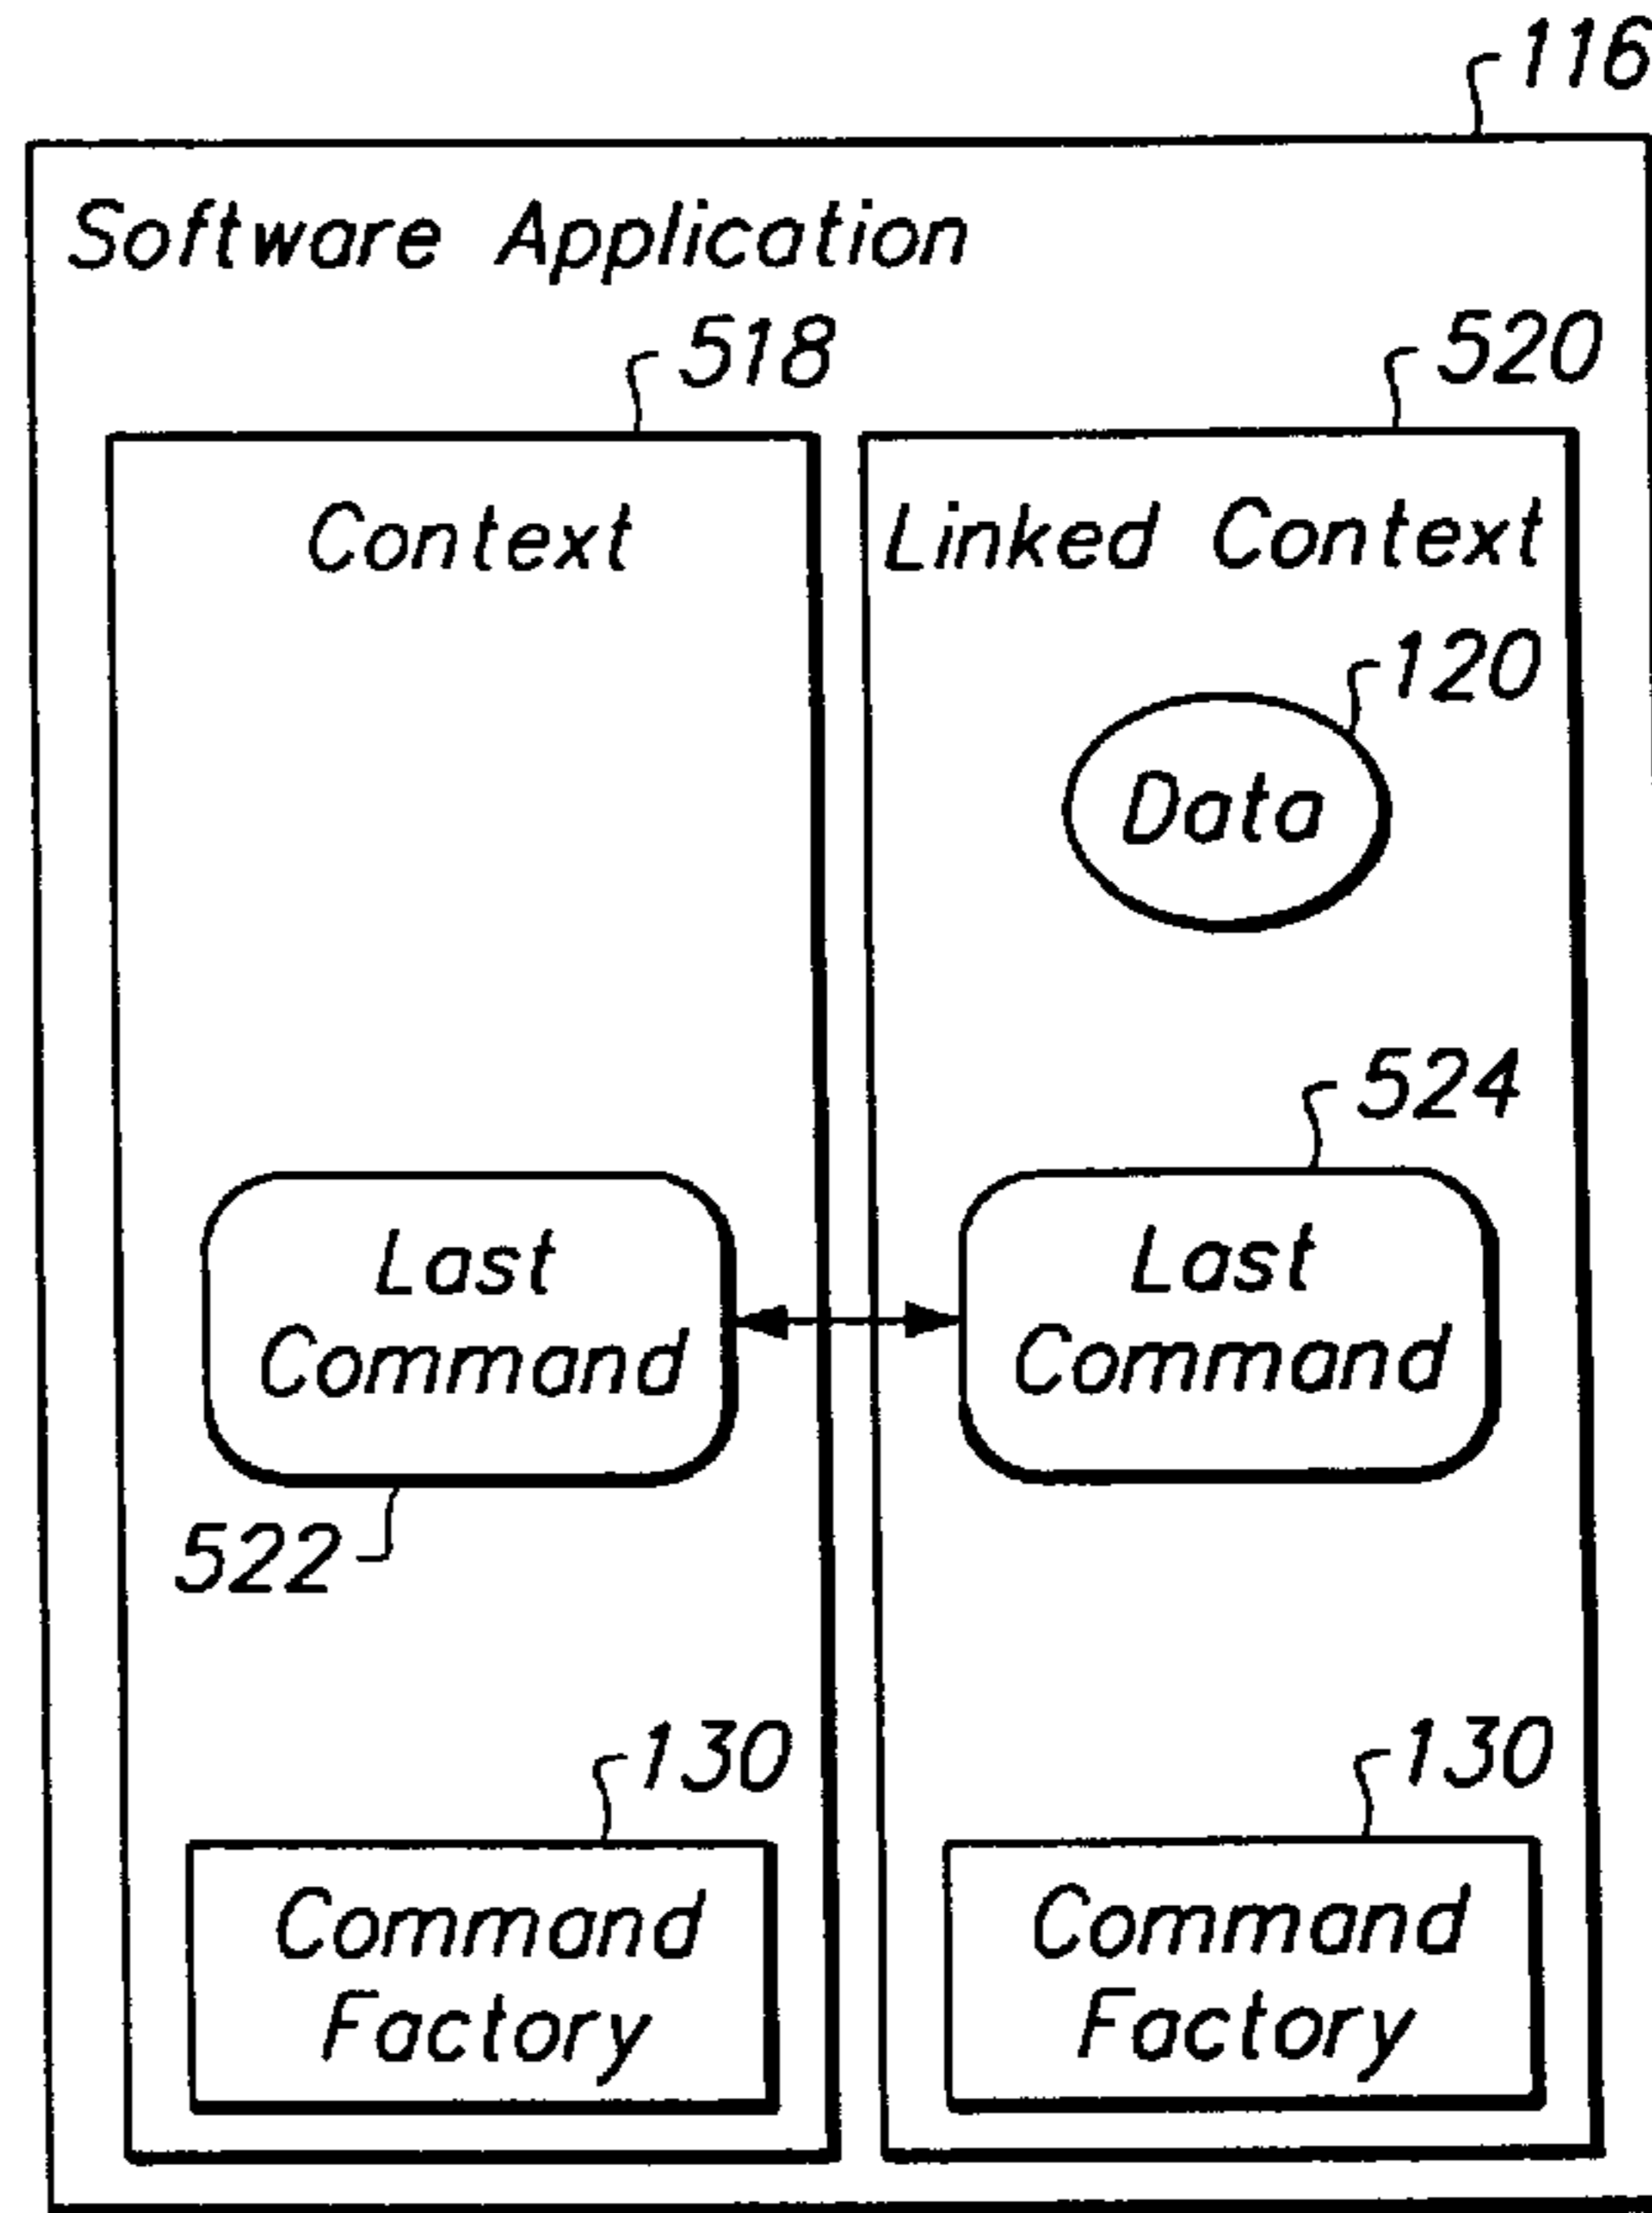 116
Software Application
518
520
Context
Linked Context
120
Data
524
Last
Command
Last
Command
522
130
130
Command
Factory
Command
Factory